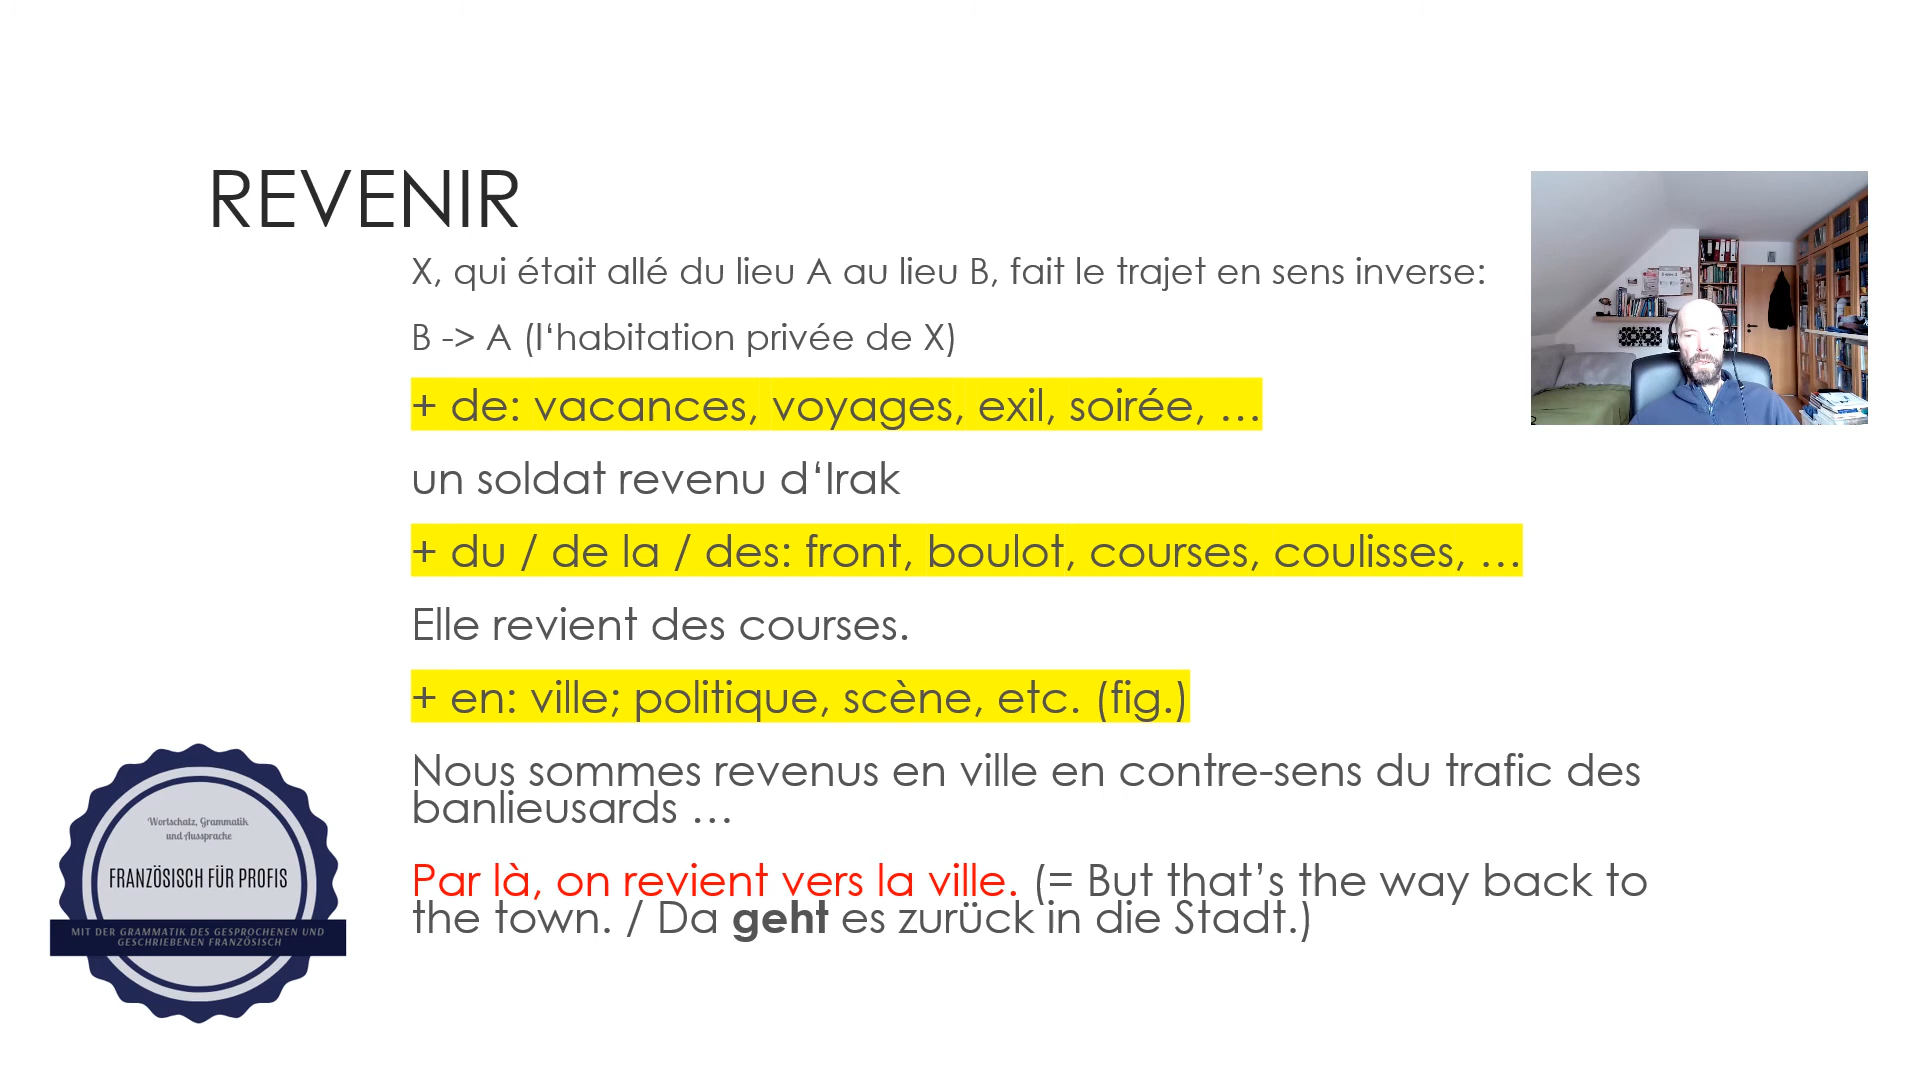 REVENIR
X, qui était allé du lieu A au lieu B, fait le trajet en sens inverse:
B -> A (l‘habitation privée de X)
+ de: vacances, voyages, exil, soirée, …
un soldat revenu d‘Irak
+ du / de la / des: front, boulot, courses, coulisses, …
Elle revient des courses.
+ en: ville; politique, scène, etc. (fig.)
Nous sommes revenus en ville en contre-sens du trafic des
banlieusards …
Par là, on revient vers la ville. (= But that’s the way back to
the town. / Da geht es zurück in die Stadt.)
Wortschatz, Grammatik
und Aussprache
FRANZÖSISCH FÜR PROFIS
MIT DER GRAMMATIK DES GESPROCHENEN UND
GESCHRIEBENEN FRANZÖSISCH